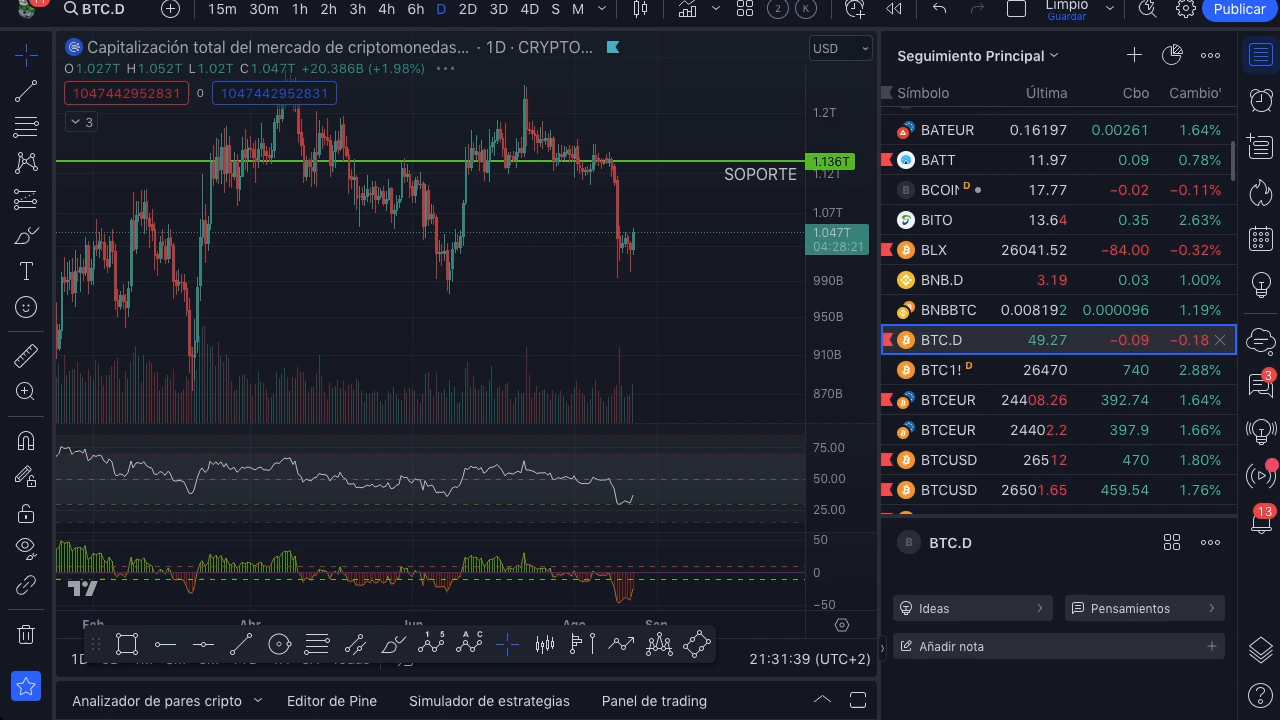 11
BTC.D
15m 30m 1h 2h 3h 4h 6h D 2D 3D 4D S M
2 K
Limpio
Guardar
Publicar
Capitalización total del mercado de criptomonedas... · 1D · CRYPTO...
USD
O1.027T H1.052T L1.02T C1.047T +20.386B (+1.98%)
1047442952831 0 1047442952831
3
1.2T
1.136T
1.12T
SOPORTE
1.07T
1.047T
04:28:21
990B
950B
910B
870B
75.00
50.00
25.00
50
0
−50
Feb Abr Jun Ago Sep
1D
21:31:39 (UTC+2)
Analizador de pares cripto Editor de Pine Simulador de estrategias Panel de trading
Seguimiento Principal
Símbolo Última Cbo Cambio
BATEUR 0.16197 0.00261 1.64%
BATT 11.97 0.09 0.78%
B BCOIN D 17.77 −0.02 −0.11%
BITO 13.64 0.35 2.63%
BLX 26041.52 −84.00 −0.32%
BNB.D 3.19 0.03 1.00%
BNBBTC 0.008192 0.000096 1.19%
BTC.D 49.27 −0.09 −0.18
BTC1! D 26470 740 2.88%
BTCEUR 24408.26 392.74 1.64%
BTCEUR 24402.2 397.9 1.66%
BTCUSD 26512 470 1.80%
BTCUSD 26501.65 459.54 1.76%
B BTC.D
Ideas
Pensamientos
Añadir nota
3
13